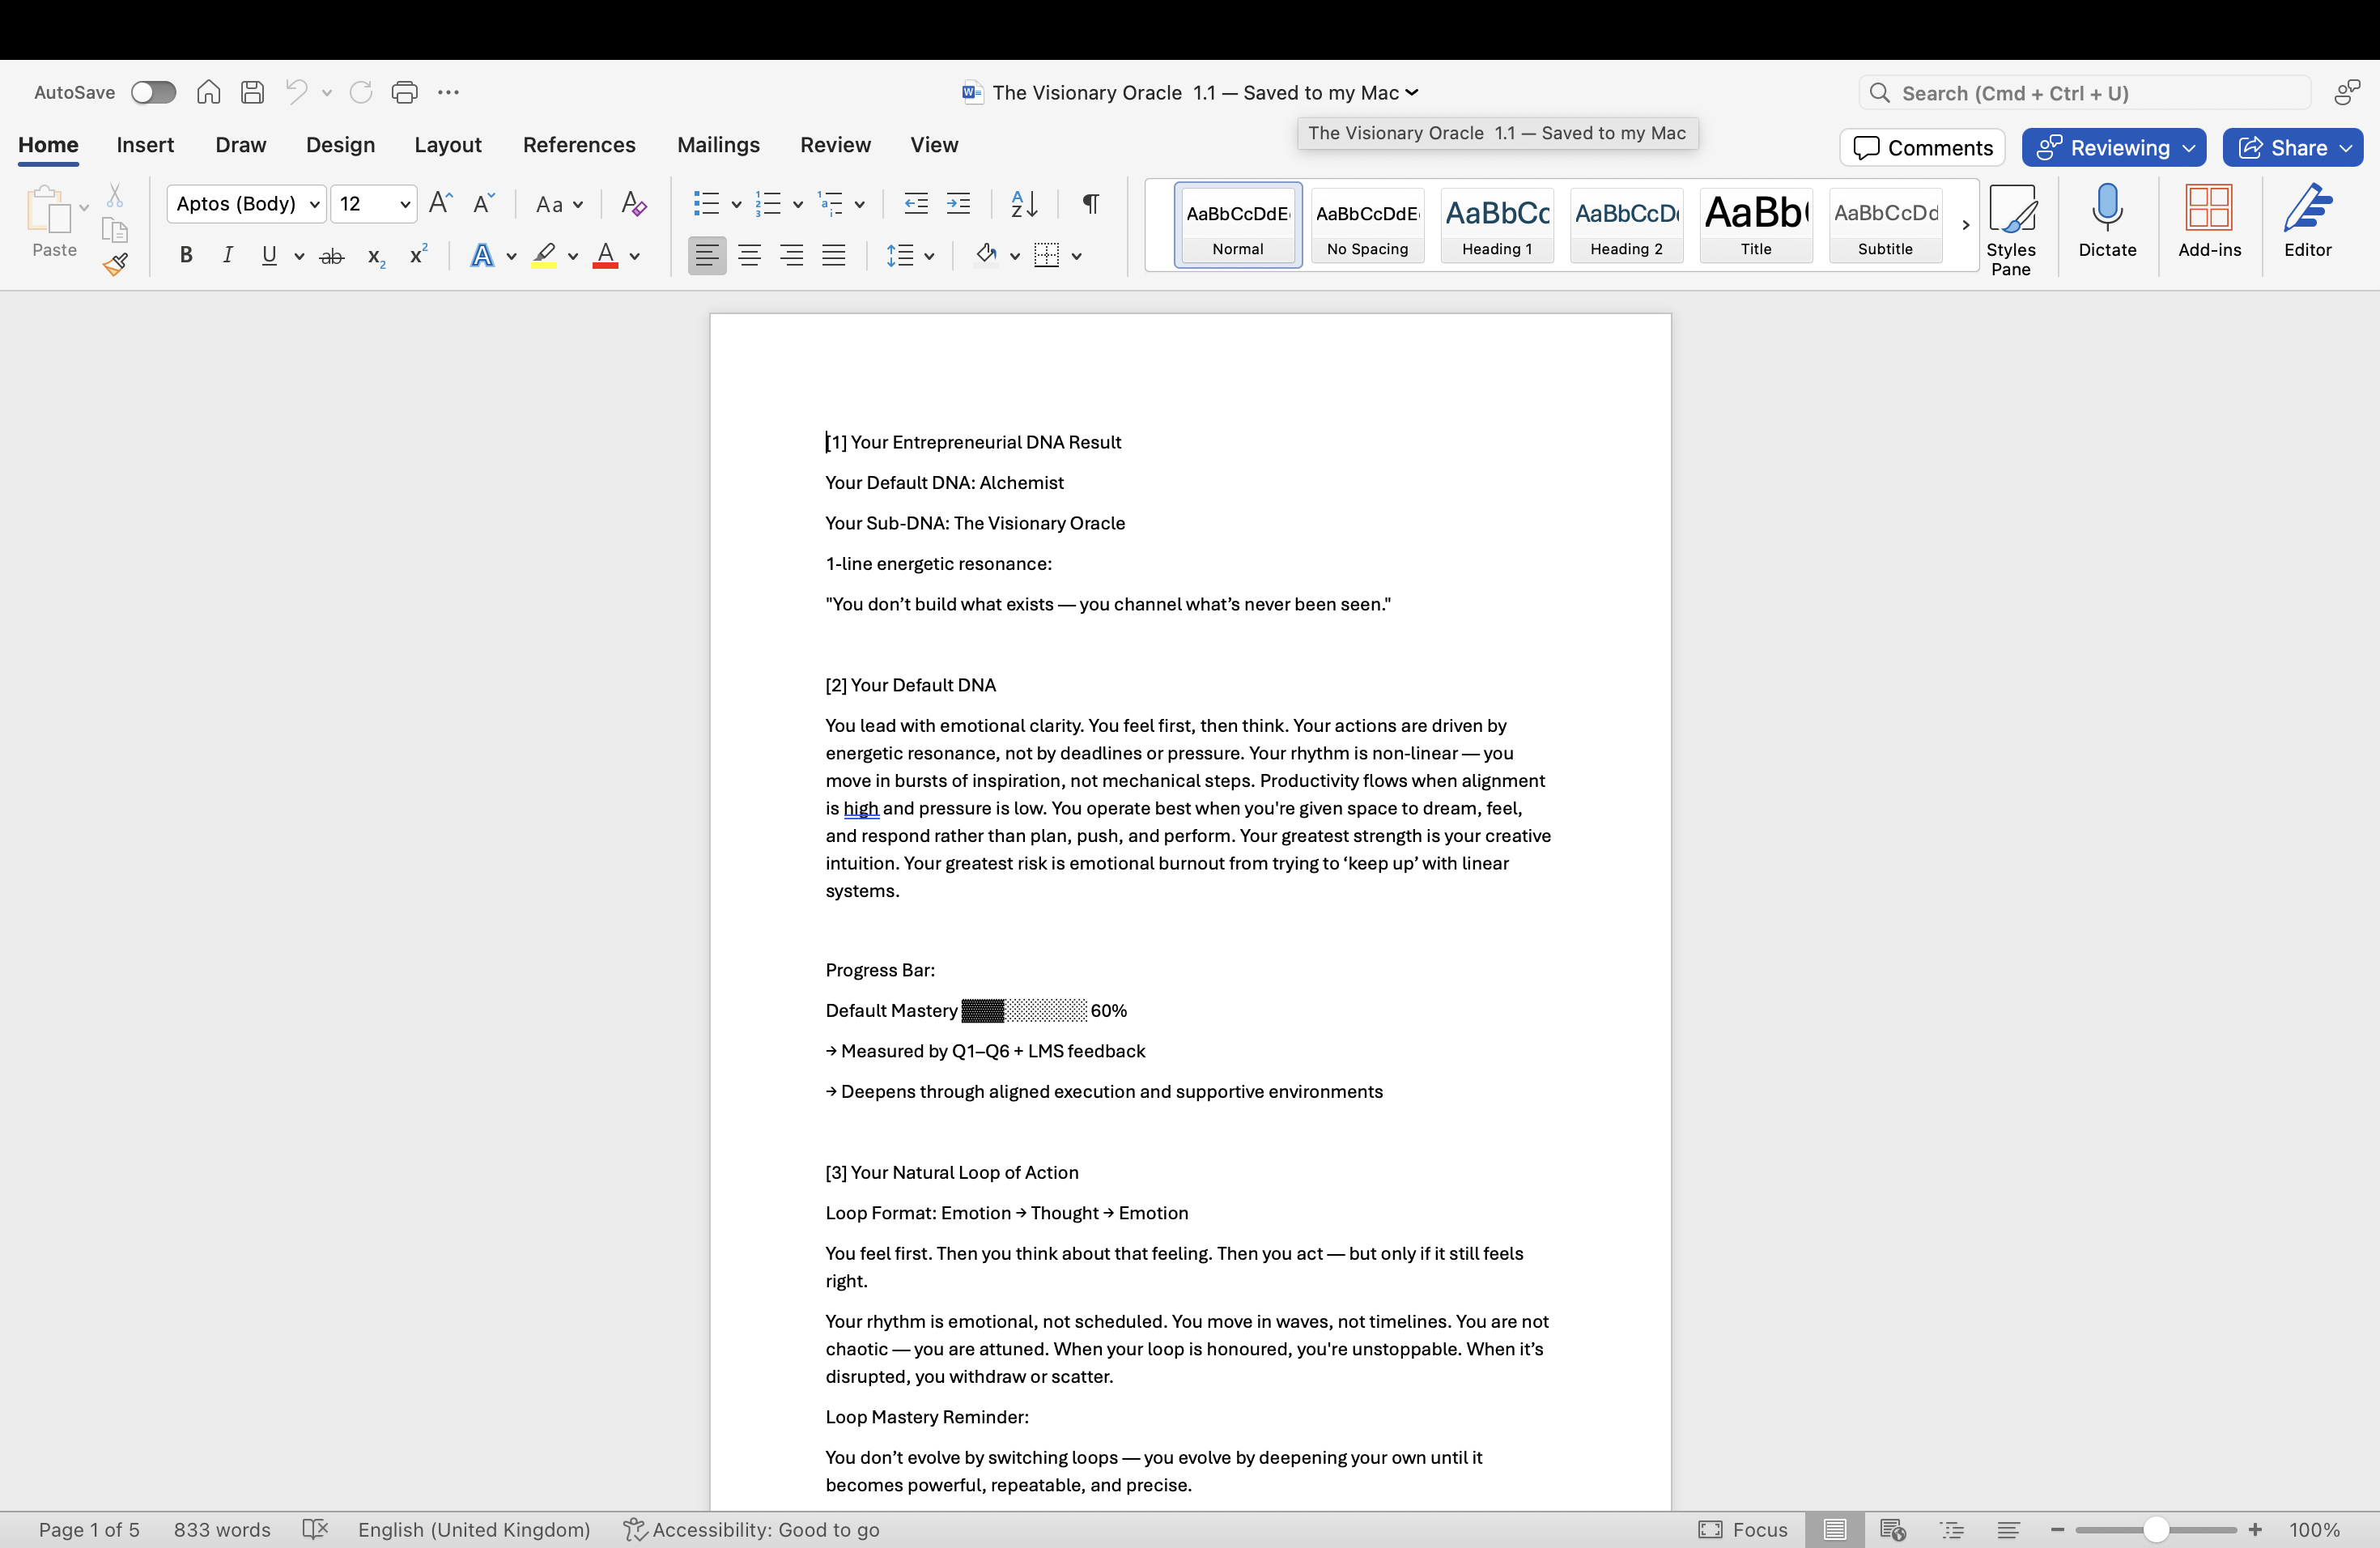 AutoSave
The Visionary Oracle 1.1 — Saved to my Mac
Search (Cmd + Ctrl + U)
Home Insert Draw Design Layout References Mailings Review View
The Visionary Oracle 1.1 — Saved to my Mac
Comments Reviewing Share
Paste
Aptos (Body) 12
AaBbCcDdE Normal
AaBbCcDdE No Spacing
AaBbCc Heading 1
AaBbCcD Heading 2
AaBb Title
AaBbCcDd Subtitle
Styles Pane
Dictate
Add-ins
Editor
[1] Your Entrepreneurial DNA Result
Your Default DNA: Alchemist
Your Sub-DNA: The Visionary Oracle
1-line energetic resonance:
"You don’t build what exists — you channel what’s never been seen."
[2] Your Default DNA
You lead with emotional clarity. You feel first, then think. Your actions are driven by
energetic resonance, not by deadlines or pressure. Your rhythm is non-linear — you
move in bursts of inspiration, not mechanical steps. Productivity flows when alignment
is high and pressure is low. You operate best when you're given space to dream, feel,
and respond rather than plan, push, and perform. Your greatest strength is your creative
intuition. Your greatest risk is emotional burnout from trying to ‘keep up’ with linear
systems.
Progress Bar:
Default Mastery ▓▓▓░░░░░░ 60%
→ Measured by Q1–Q6 + LMS feedback
→ Deepens through aligned execution and supportive environments
[3] Your Natural Loop of Action
Loop Format: Emotion → Thought → Emotion
You feel first. Then you think about that feeling. Then you act — but only if it still feels
right.
Your rhythm is emotional, not scheduled. You move in waves, not timelines. You are not
chaotic — you are attuned. When your loop is honoured, you're unstoppable. When it’s
disrupted, you withdraw or scatter.
Loop Mastery Reminder:
You don’t evolve by switching loops — you evolve by deepening your own until it
becomes powerful, repeatable, and precise.
Page 1 of 5 833 words English (United Kingdom) Accessibility: Good to go Focus 100%